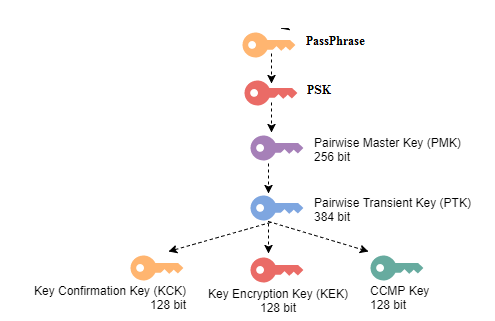 PassPhrase
PSK
Pairwise Master Key (PMK)
256 bit
Pairwise Transient Key (PTK)
384 bit
Key Confirmation Key (KCK)
128 bit
Key Encryption Key (KEK)
128 bit
CCMP Key
128 bit